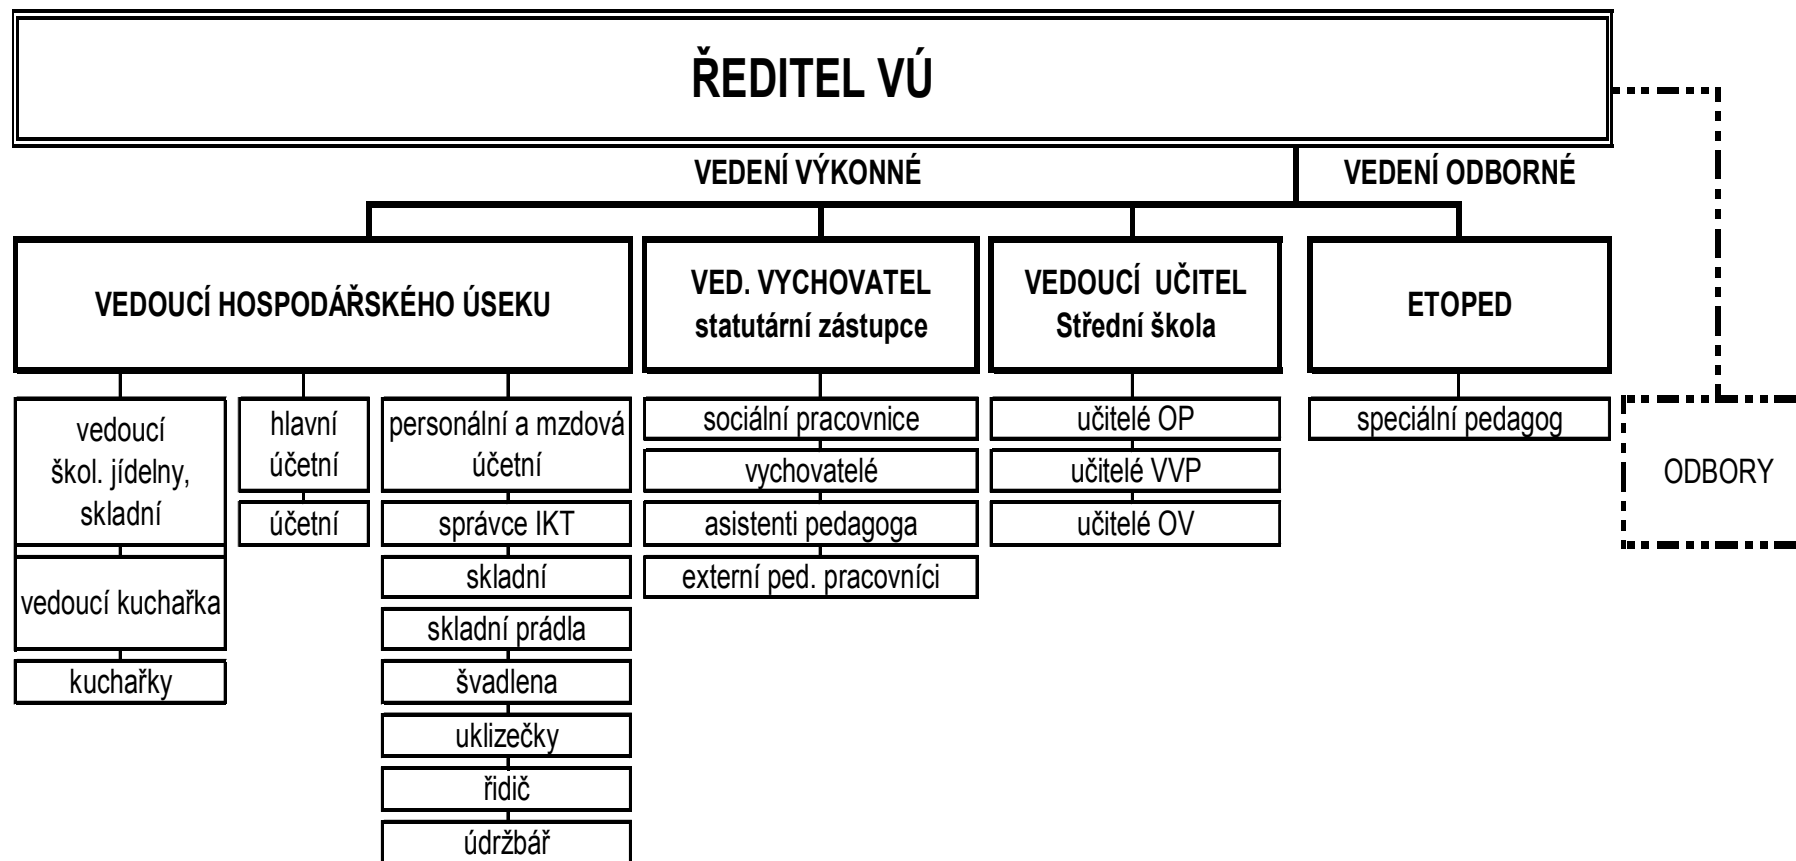 ŘEDITEL VÚ
VEDENÍ VÝKONNÉ
VEDENÍ ODBORNÉ
VEDOUCÍ HOSPODÁŘSKÉHO ÚSEKU
VED. VYCHOVATEL
statutární zástupce
VEDOUCÍ UČITEL
Střední škola
ETOPED
vedoucí
škol. jídelny,
skladní
vedoucí kuchařka
kuchařky
hlavní
účetní
účetní
personální a mzdová
účetní
správce IKT
skladní
skladní prádla
švadlena
uklizečky
řidič
údržbář
sociální pracovnice
vychovatelé
asistenti pedagoga
externí ped. pracovníci
učitelé OP
učitelé VVP
učitelé OV
speciální pedagog
ODBORY